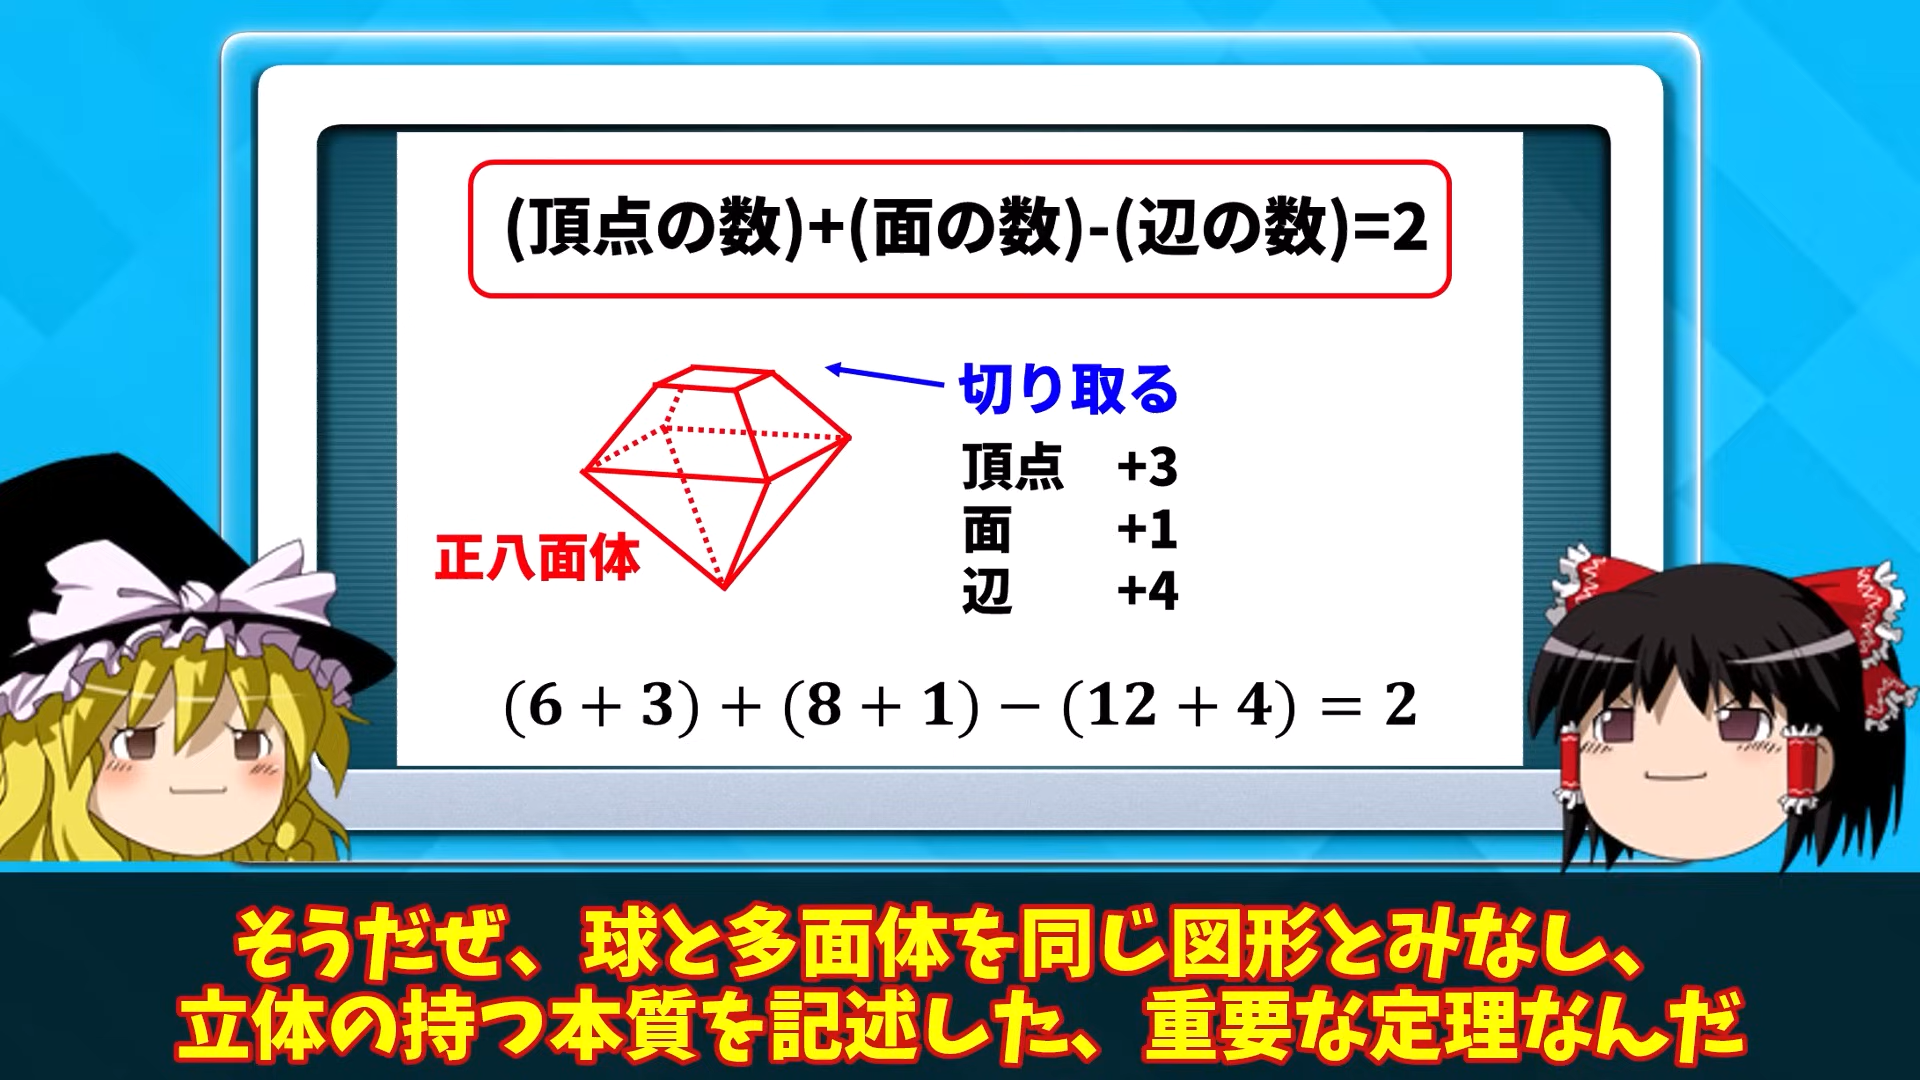 (頂点の数)+(面の数)-(辺の数)=2
切り取る
頂点 +3
面 +1
辺 +4
正八面体
(6 + 3) + (8 + 1) − (12 + 4) = 2
そうだぜ、球と多面体を同じ図形とみなし、
立体の持つ本質を記述した、重要な定理なんだ